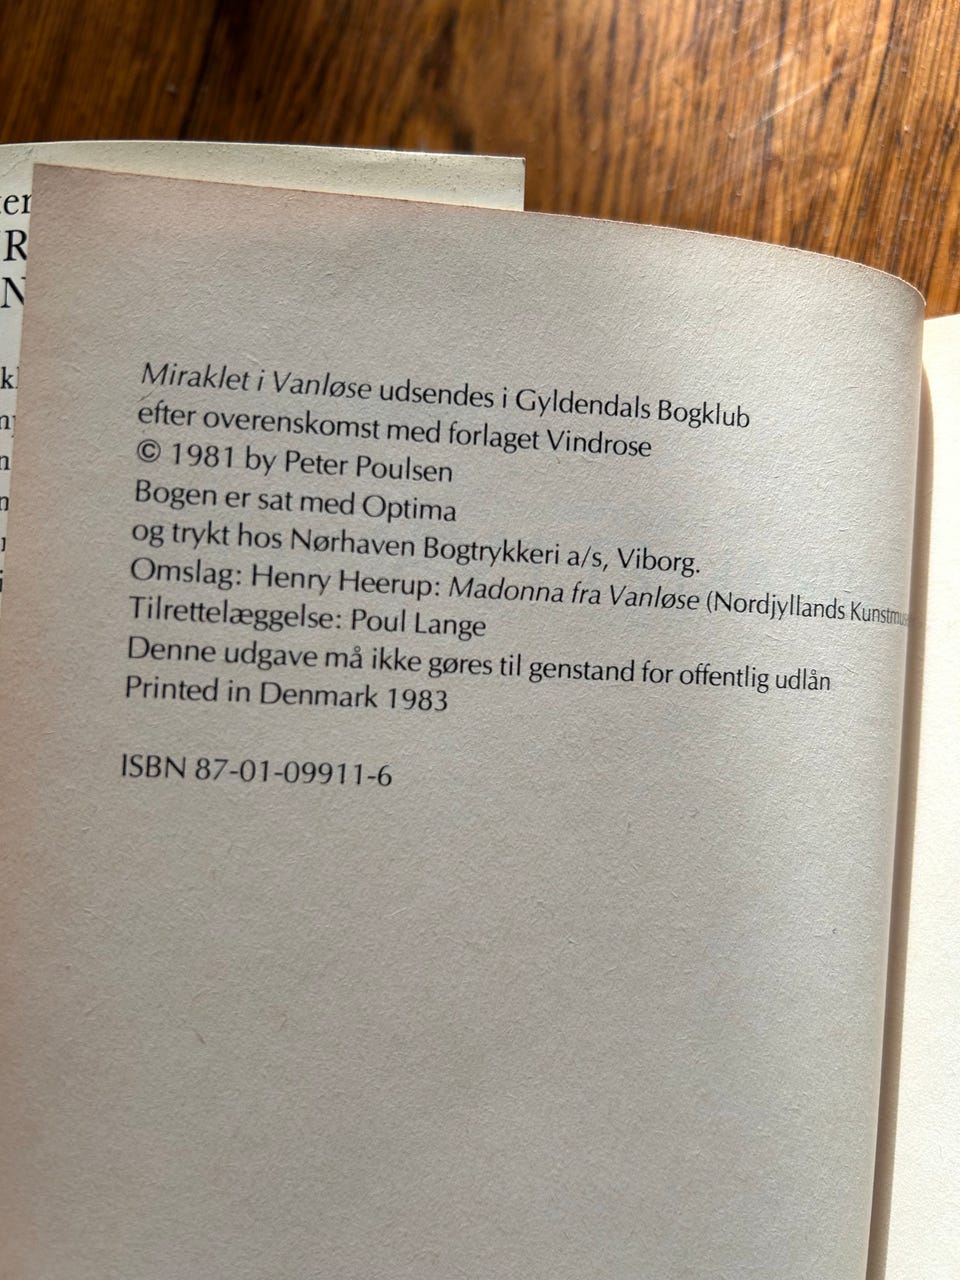 Miraklet i Vanløse udsendes i Gyldendals Bogklub
efter overenskomst med forlaget Vindrose
© 1981 by Peter Poulsen
Bogen er sat med Optima
og trykt hos Nørhaven Bogtrykkeri a/s, Viborg.
Omslag: Henry Heerup: Madonna fra Vanløse (Nordjyllands
Tilrettelæggelse: Poul Lange
Denne udgave må ikke gøres til genstand for offentlig udlån
Printed in Denmark 1983
ISBN 87-01-09911-6